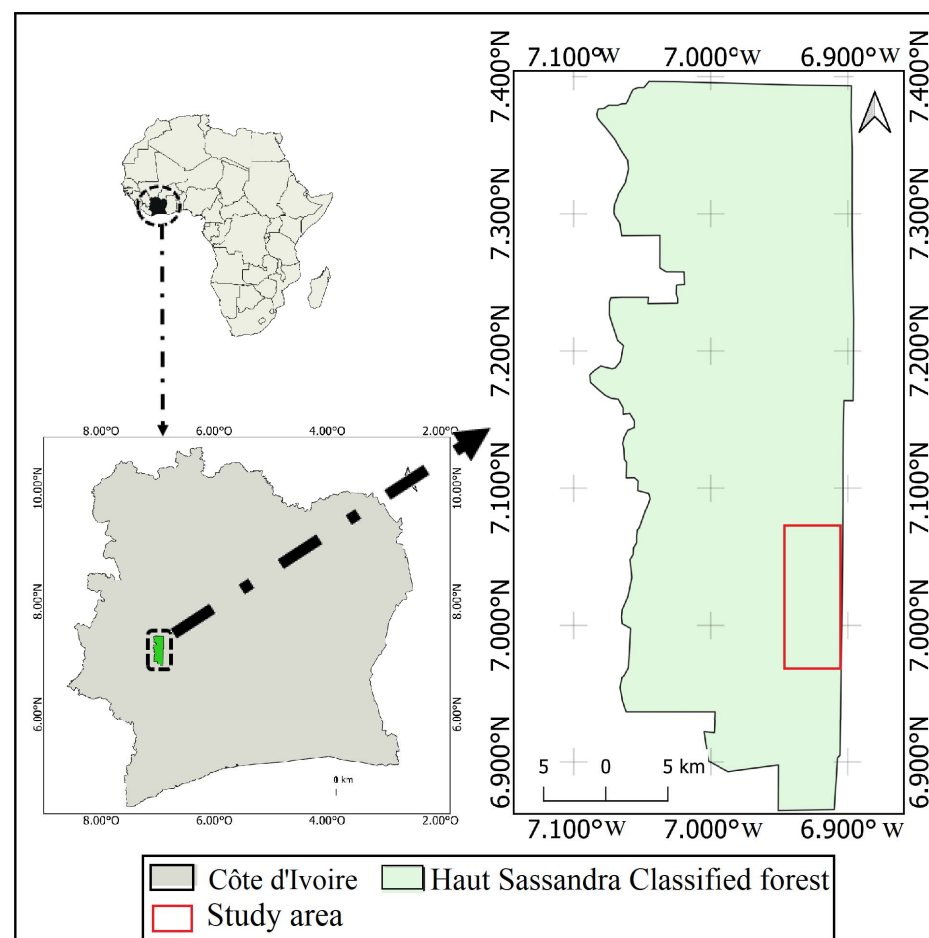 7.100°W 7.000°W 6.900°W
7.400°N 7.400°N
7.300°N 7.300°N
7.200°N 7.200°N
7.100°N 7.100°N
7.000°N 7.000°N
6.900°N 6.900°N
5 0 5 km
7.100°W 7.000°W 6.900°W
8.00°O 6.00°O 4.00°O 2.00°O
10.00°N 10.00°N
8.00°N 8.00°N
6.00°N 6.00°N
0 km
8.00°O 6.00°O 4.00°O 2.00°O
Côte d'Ivoire Haut Sassandra Classified forest
Study area